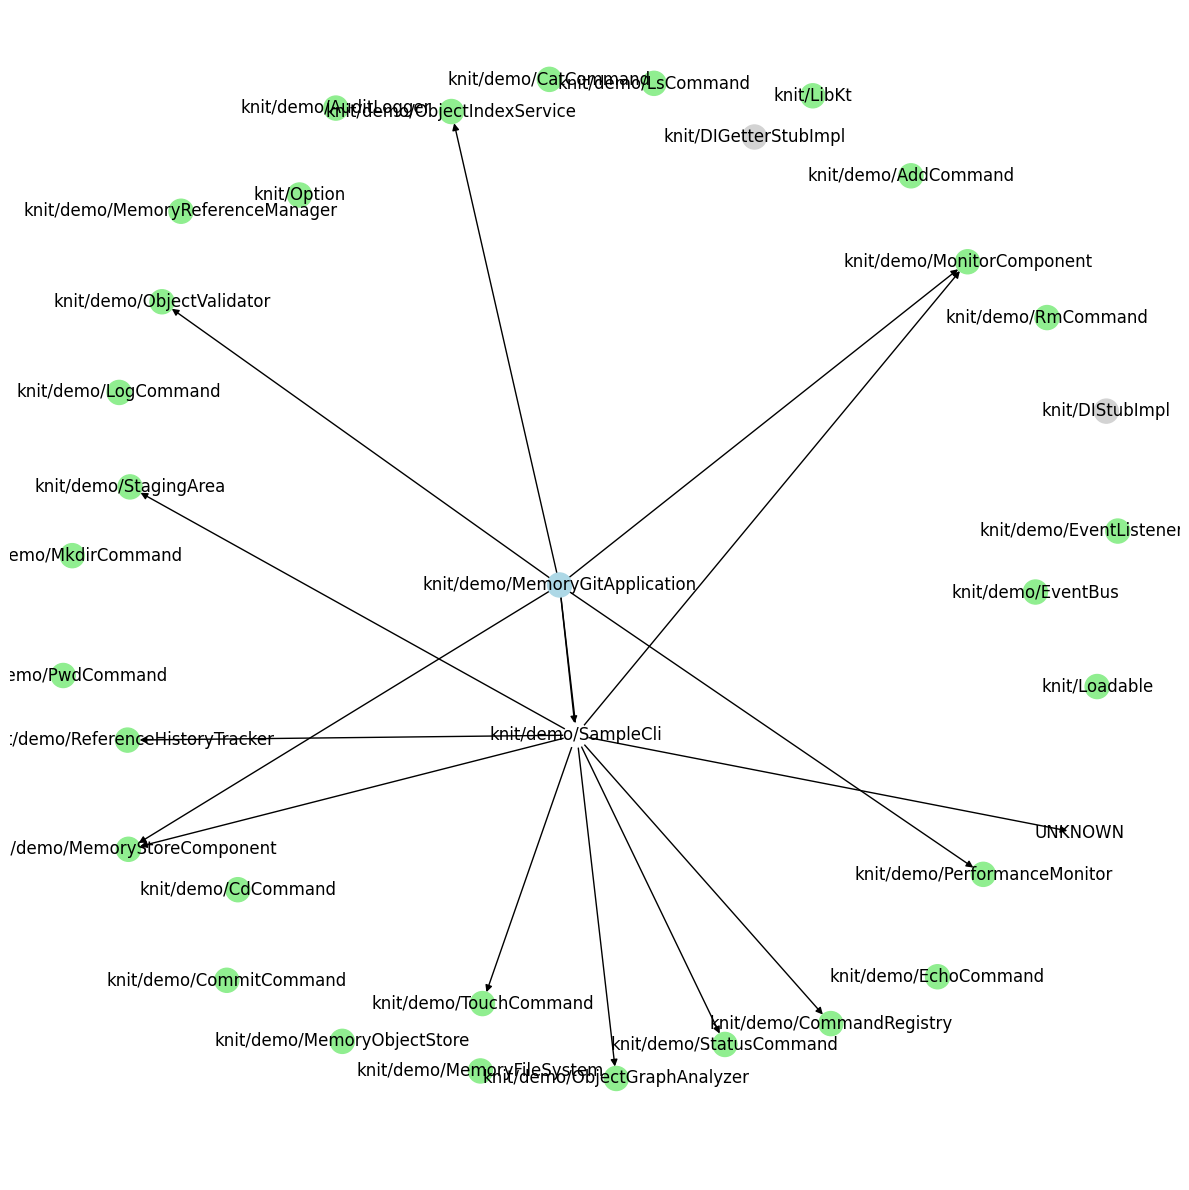 knit/demo/CatCommand
knit/demo/LsCommand
knit/LibKt
knit/demo/AuditLogger
knit/demo/ObjectIndexService
knit/DIGetterStubImpl
knit/demo/AddCommand
knit/Option
knit/demo/MemoryReferenceManager
knit/demo/MonitorComponent
knit/demo/ObjectValidator
knit/demo/RmCommand
knit/demo/LogCommand
knit/DIStubImpl
knit/demo/StagingArea
knit/demo/EventListener
emo/MkdirCommand
knit/demo/MemoryGitApplication
knit/demo/EventBus
emo/PwdCommand
knit/Loadable
knit/demo/SampleCli
t/demo/ReferenceHistoryTracker
UNKNOWN
/demo/MemoryStoreComponent
knit/demo/PerformanceMonitor
knit/demo/CdCommand
knit/demo/EchoCommand
knit/demo/CommitCommand
knit/demo/TouchCommand
knit/demo/CommandRegistry
knit/demo/MemoryObjectStore
knit/demo/StatusCommand
knit/demo/MemoryFileSystem
knit/demo/ObjectGraphAnalyzer